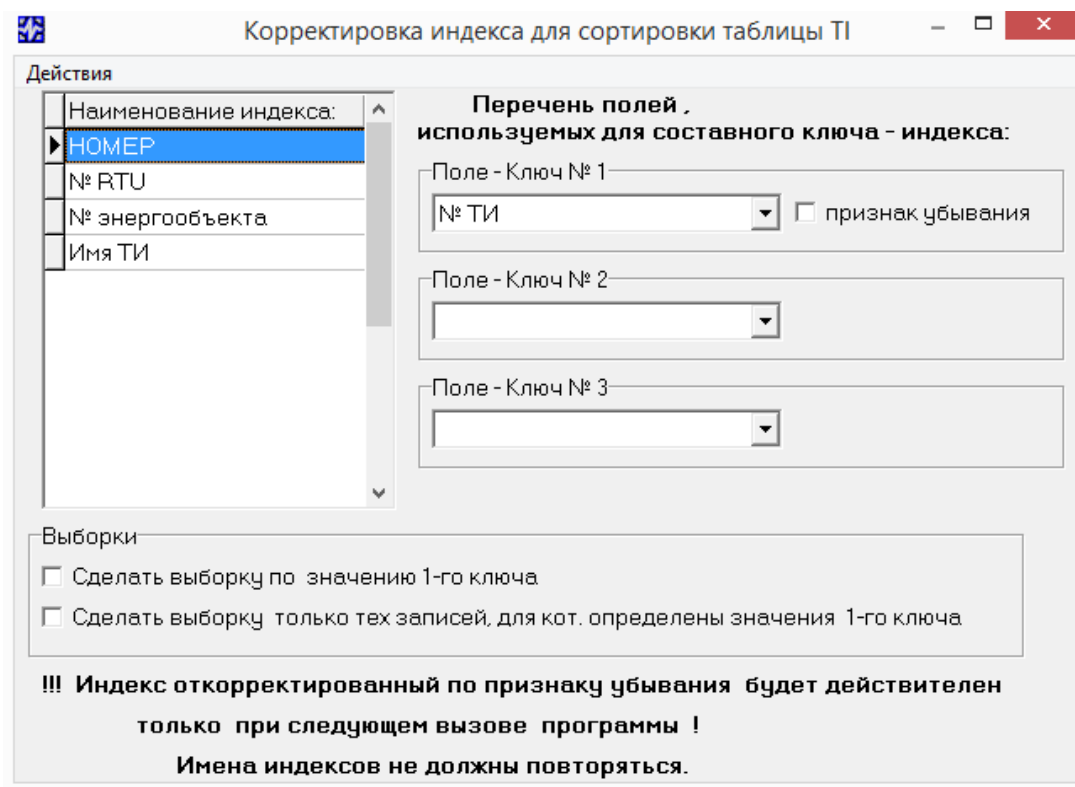 Корректировка индекса для сортировки таблицы TI
Действия
Наименование индекса:
НОМЕР
№ RTU
№ энергообъекта
Имя ТИ
Перечень полей ,
используемых для составного ключа - индекса:
Поле - Ключ № 1
№ ТИ
признак убывания
Поле - Ключ № 2
Поле - Ключ № 3
Выборки
Сделать выборку по значению 1-го ключа
Сделать выборку только тех записей, для кот. определены значения 1-го ключа
!!! Индекс откорректированный по признаку убывания будет действителен
только при следующем вызове программы !
Имена индексов не должны повторяться.